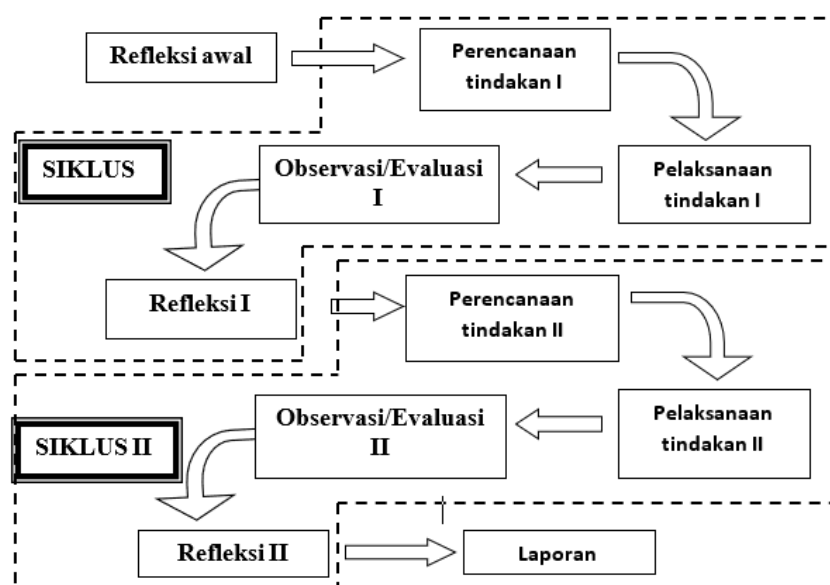 Refleksi awal
Perencanaan
tindakan I
SIKLUS
Observasi/Evaluasi
I
Pelaksanaan
tindakan I
Refleksi I
Perencanaan
tindakan II
SIKLUS II
Observasi/Evaluasi
II
Pelaksanaan
tindakan II
Refleksi II
Laporan